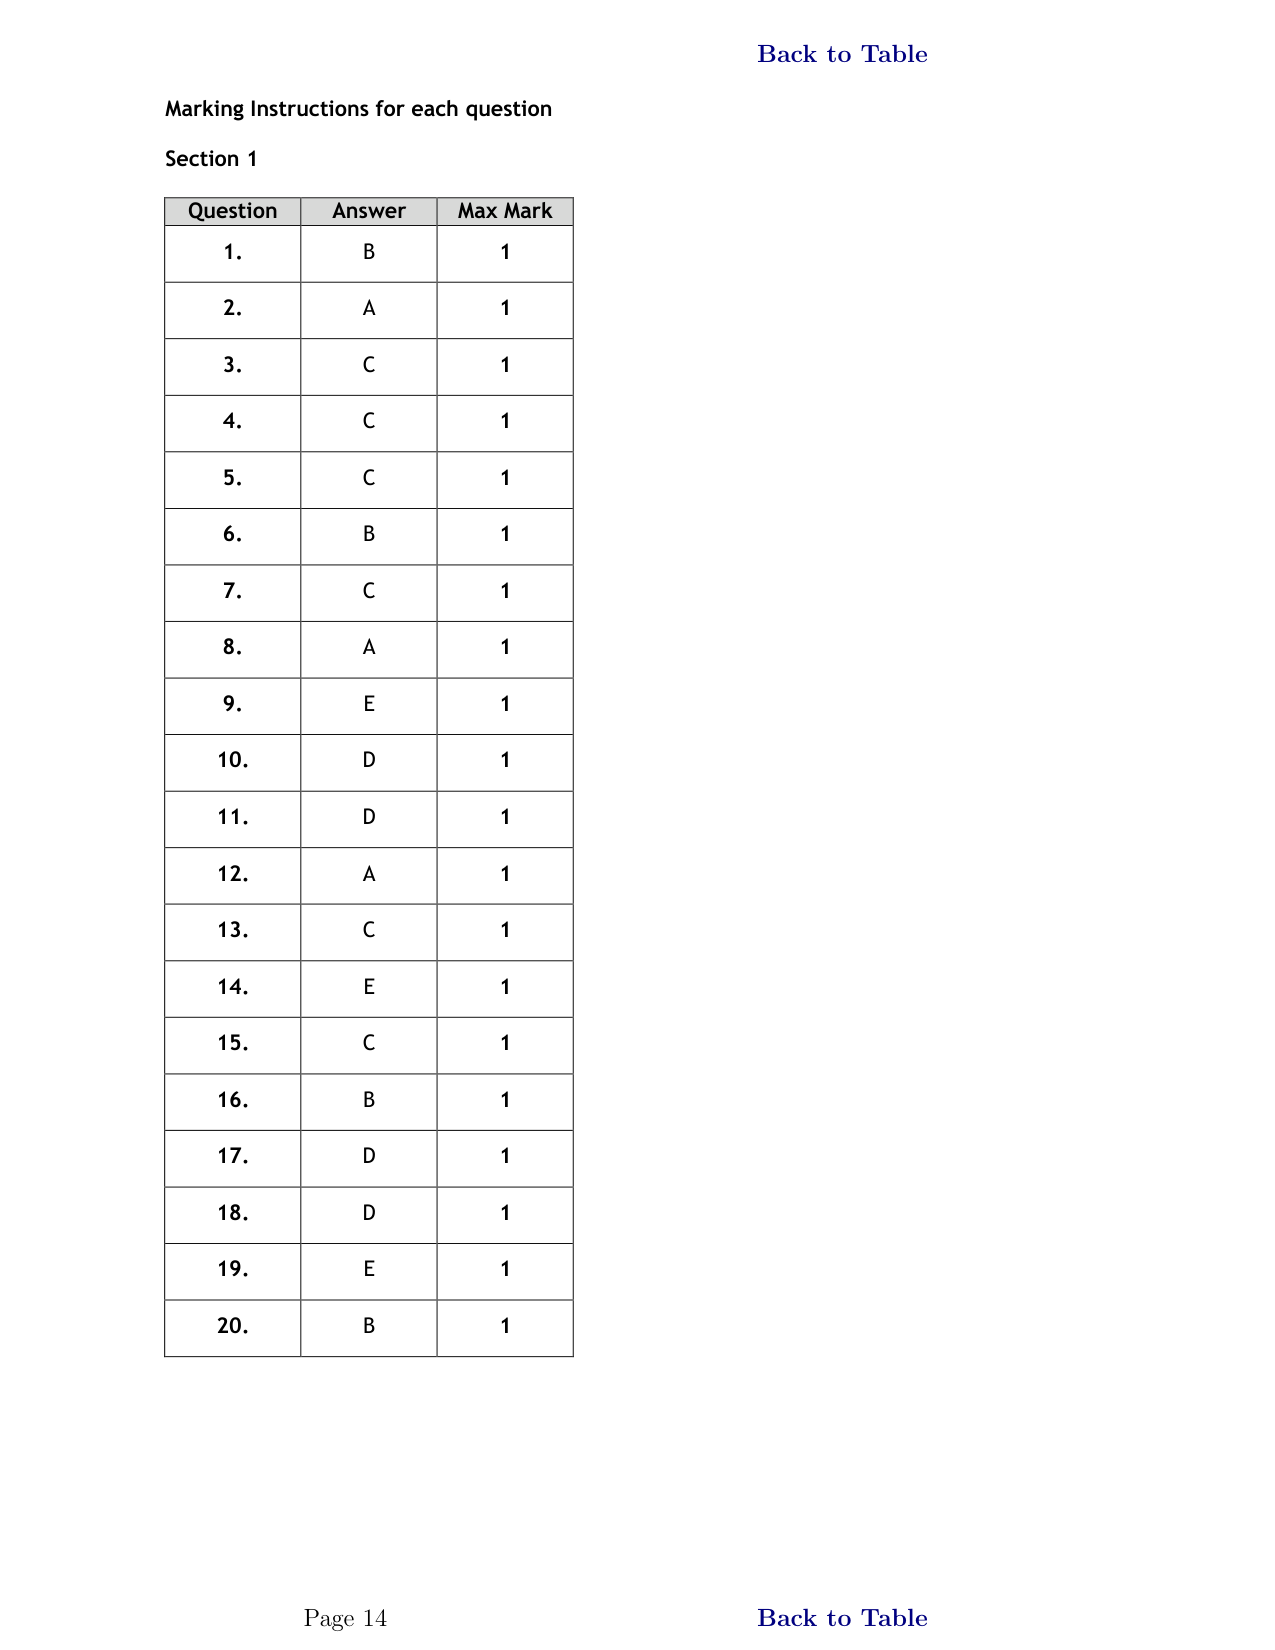 Back to Table
Marking Instructions for each question
Section 1
Question Answer Max Mark
1. B 1
2. A 1
3. C 1
4. C 1
5. C 1
6. B 1
7. C 1
8. A 1
9. E 1
10. D 1
11. D 1
12. A 1
13. C 1
14. E 1
15. C 1
16. B 1
17. D 1
18. D 1
19. E 1
20. B 1
Page 14 Back to Table